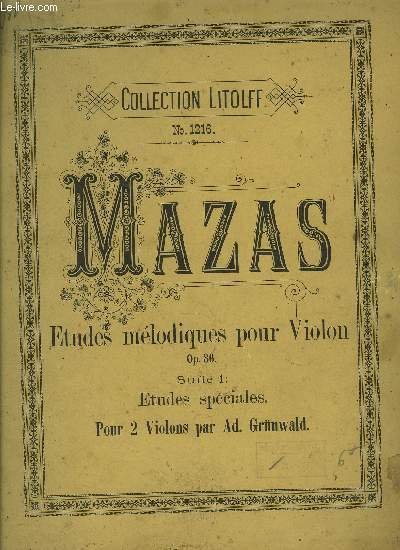 Le-livre.com
COLLECTION LITOLFF
No. 1216.
MAZAS
Etudes mélodiques pour Violon
Op. 36.
Suite 1:
Etudes spéciales.
Pour 2 Violons par Ad. Grünwald.